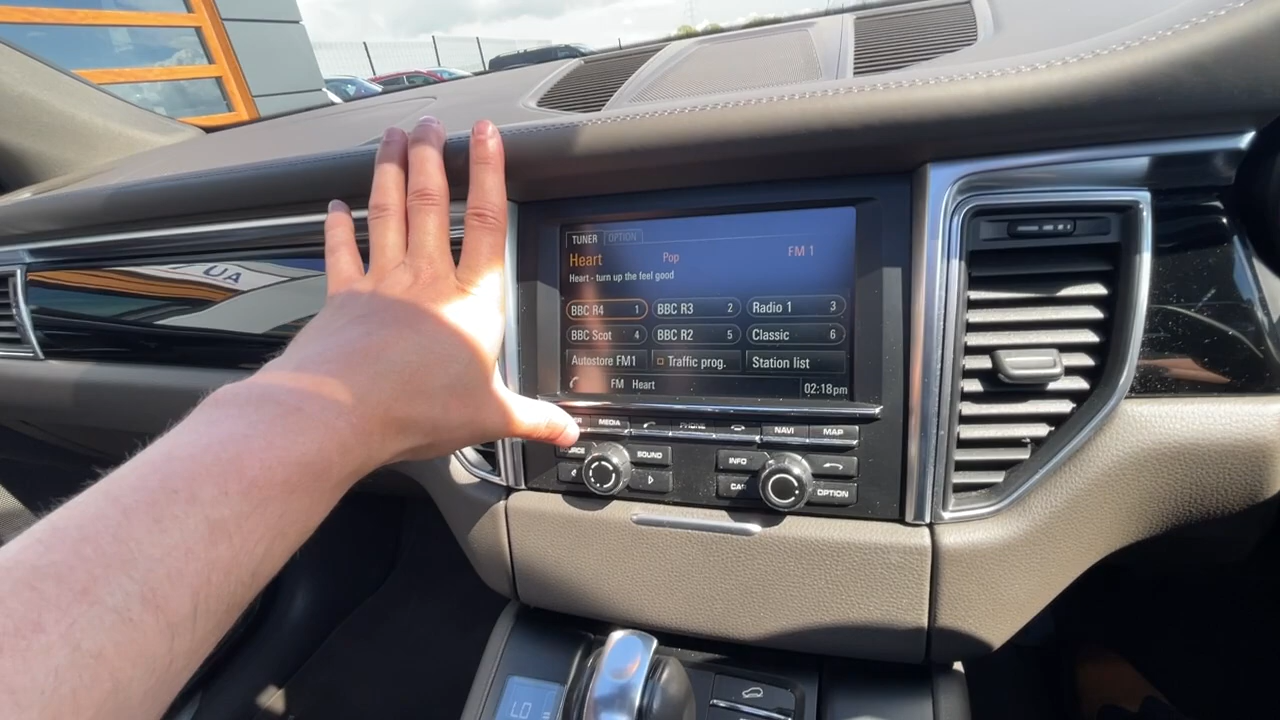 UA
TUNER OPTION
Heart Pop FM 1
Heart - turn up the feel good
BBC R4 1 BBC R3 2 Radio 1 3
BBC Scot 4 BBC R2 5 Classic 6
Autostore FM1 Traffic prog. Station list
FM Heart 02:18pm
MEDIA PHONE NAVI MAP
SOUND INFO
OPTION
LO